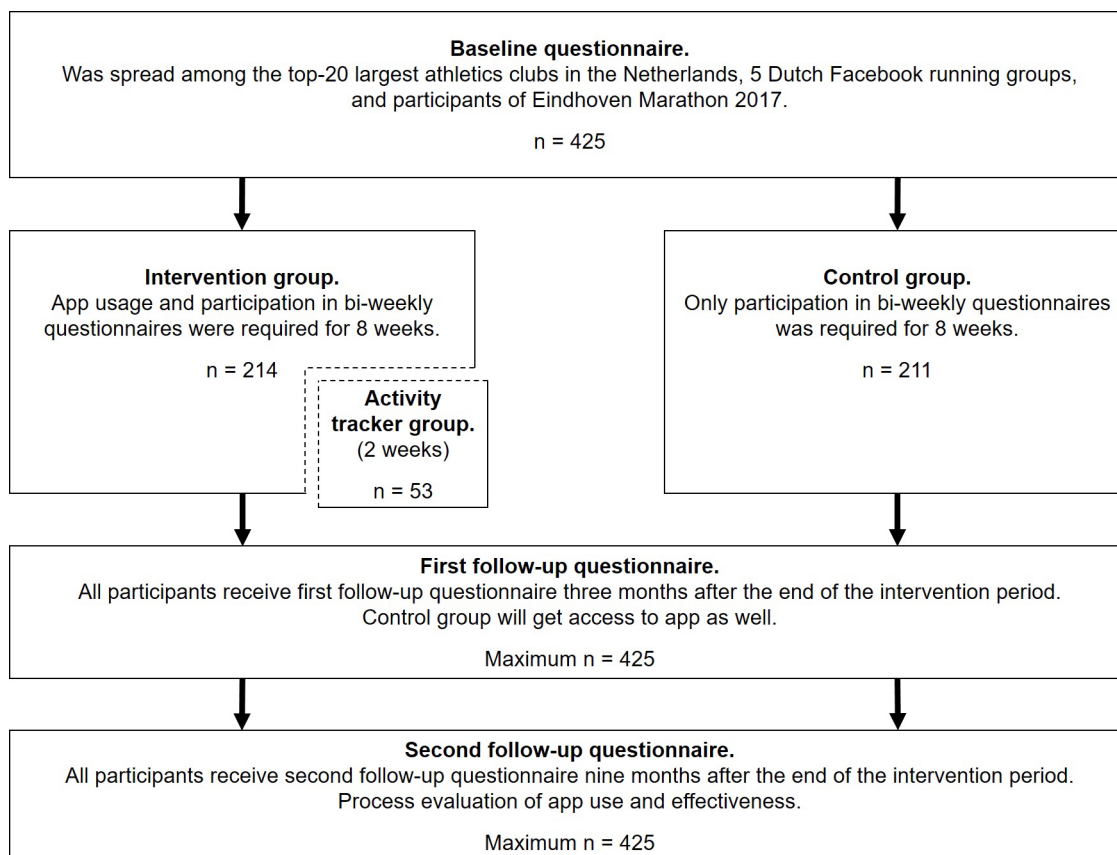 Baseline questionnaire.
Was spread among the top-20 largest athletics clubs in the Netherlands, 5 Dutch Facebook running groups,
and participants of Eindhoven Marathon 2017.
n = 425
Intervention group.
App usage and participation in bi-weekly
questionnaires were required for 8 weeks.
n = 214
Activity
tracker group.
(2 weeks)
n = 53
Control group.
Only participation in bi-weekly questionnaires
was required for 8 weeks.
n = 211
First follow-up questionnaire.
All participants receive first follow-up questionnaire three months after the end of the intervention period.
Control group will get access to app as well.
Maximum n = 425
Second follow-up questionnaire.
All participants receive second follow-up questionnaire nine months after the end of the intervention period.
Process evaluation of app use and effectiveness.
Maximum n = 425